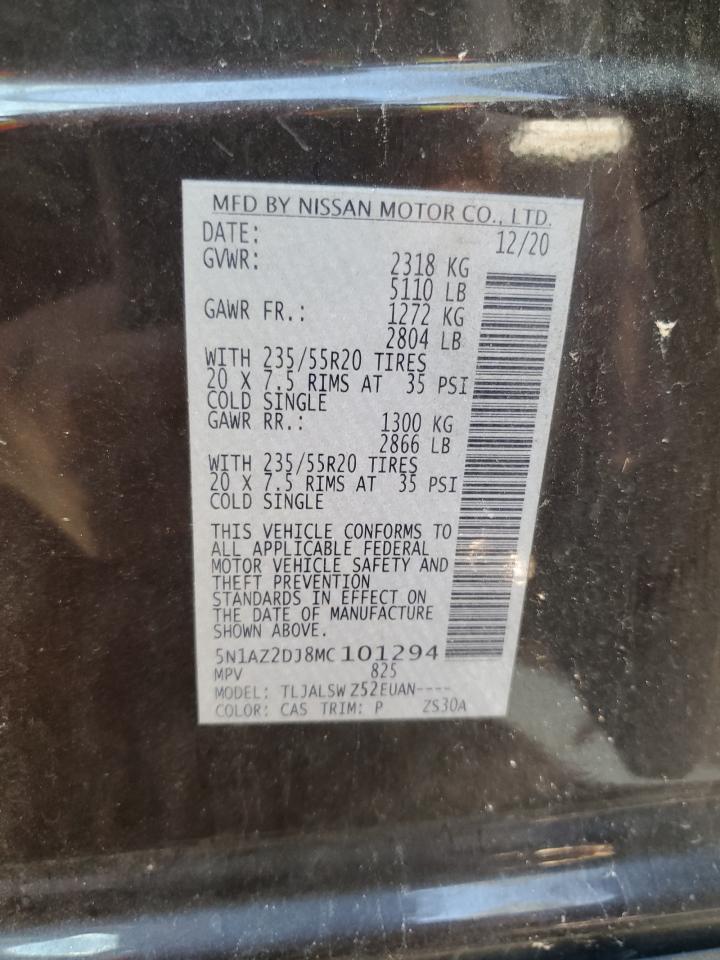 MFD BY NISSAN MOTOR CO., LTD.
DATE: 12/20
GVWR: 2318 KG
5110 LB
GAWR FR.: 1272 KG
2804 LB
WITH 235/55R20 TIRES
20 X 7.5 RIMS AT 35 PSI
COLD SINGLE
GAWR RR.: 1300 KG
2866 LB
WITH 235/55R20 TIRES
20 X 7.5 RIMS AT 35 PSI
COLD SINGLE
THIS VEHICLE CONFORMS TO
ALL APPLICABLE FEDERAL
MOTOR VEHICLE SAFETY AND
THEFT PREVENTION
STANDARDS IN EFFECT ON
THE DATE OF MANUFACTURE
SHOWN ABOVE.
5N1AZ2DJ8MC101294
MPV 825
MODEL: TLJALSWZ52EUAN----
COLOR: CAS TRIM: P ZS30A